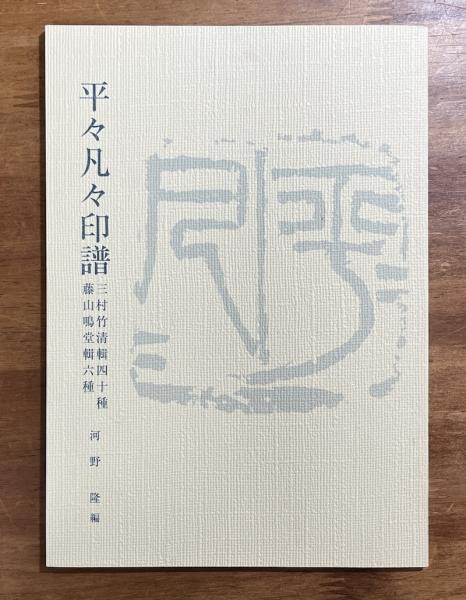 平々凡々印譜
三村竹清輯四十種
藤山鳴堂輯六種
河野隆編